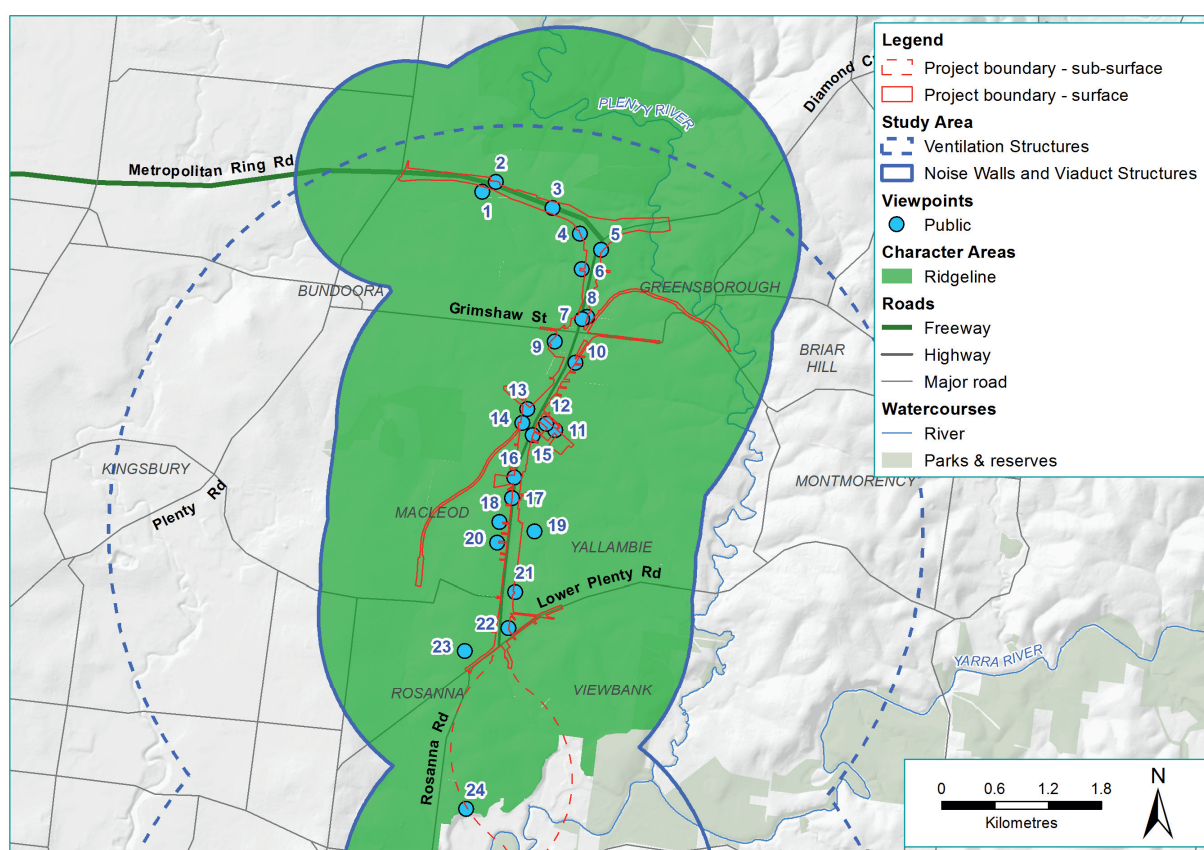 Legend
Project boundary - sub-surface
Project boundary - surface
Study Area
Ventilation Structures
Noise Walls and Viaduct Structures
Viewpoints
Public
Character Areas
Ridgeline
Roads
Freeway
Highway
Major road
Watercourses
River
Parks & reserves
Diamond C
PLENTY RIVER
Metropolitan Ring Rd
2
1
3
4
5
6
BUNDOORA
GREENSBOROUGH
Grimshaw St
8
7
9
10
BRIAR
HILL
13
12
14
11
15
KINGSBURY
16
MONTMORENCY
Plenty Rd
17
MACLEOD
18
19
20
YALLAMBIE
21
Lower Plenty Rd
22
23
YARRA RIVER
ROSANNA
VIEWBANK
Rosanna Rd
24
0 0.6 1.2 1.8
Kilometres
N